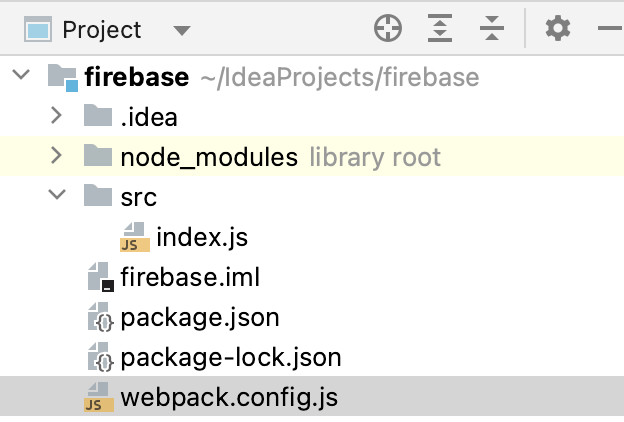 Project
firebase ~/IdeaProjects/firebase
.idea
node_modules library root
src
JS index.js
firebase.iml
package.json
package-lock.json
JS webpack.config.js